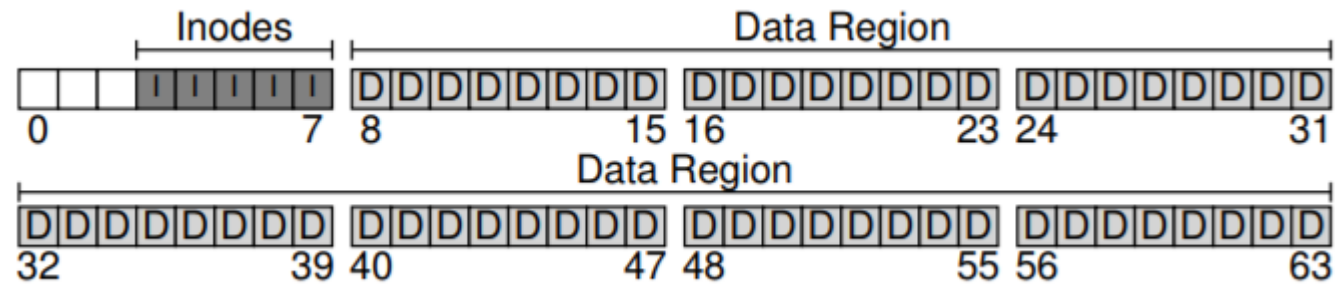 Inodes Data Region
I I I I I D D D D D D D D D D D D D D D D D D D D D D D D
0 7 8 15 16 23 24 31
Data Region
D D D D D D D D D D D D D D D D D D D D D D D D D D D D D D D D
32 39 40 47 48 55 56 63